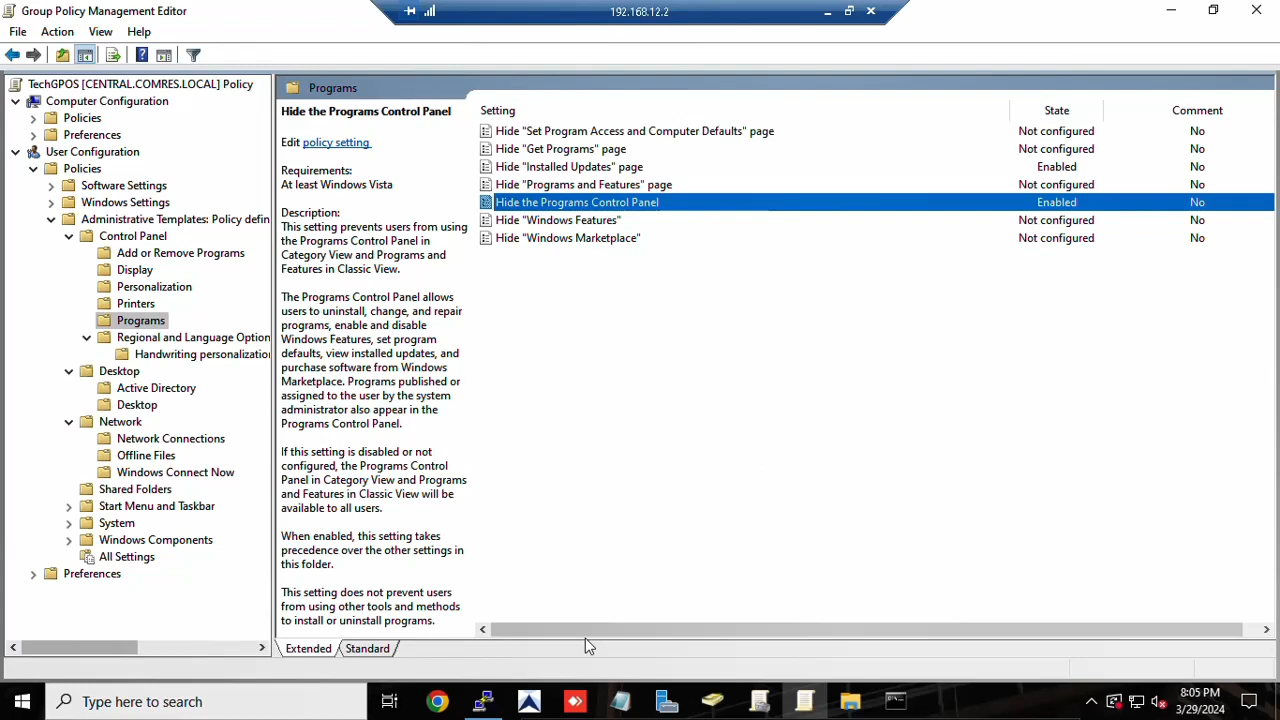 Group Policy Management Editor
192.168.12.2
File Action View Help
TechGPOS [CENTRAL.COMRES.LOCAL] Policy
Computer Configuration
Policies
Preferences
User Configuration
Policies
Software Settings
Windows Settings
Administrative Templates: Policy defin
Control Panel
Add or Remove Programs
Display
Personalization
Printers
Programs
Regional and Language Option
Handwriting personalization
Desktop
Active Directory
Desktop
Network
Network Connections
Offline Files
Windows Connect Now
Shared Folders
Start Menu and Taskbar
System
Windows Components
All Settings
Preferences
Programs
Hide the Programs Control Panel
Edit policy setting
Requirements:
At least Windows Vista
Description:
This setting prevents users from using
the Programs Control Panel in
Category View and Programs and
Features in Classic View.
The Programs Control Panel allows
users to uninstall, change, and repair
programs, enable and disable
Windows Features, set program
defaults, view installed updates, and
purchase software from Windows
Marketplace. Programs published or
assigned to the user by the system
administrator also appear in the
Programs Control Panel.
If this setting is disabled or not
configured, the Programs Control
Panel in Category View and Programs
and Features in Classic View will be
available to all users.
When enabled, this setting takes
precedence over the other settings in
this folder.
This setting does not prevent users
from using other tools and methods
to install or uninstall programs.
Setting State Comment
Hide "Set Program Access and Computer Defaults" page Not configured No
Hide "Get Programs" page Not configured No
Hide "Installed Updates" page Enabled No
Hide "Programs and Features" page Not configured No
Hide the Programs Control Panel Enabled No
Hide "Windows Features" Not configured No
Hide "Windows Marketplace" Not configured No
Extended Standard
Type here to search
8:05 PM
3/29/2024